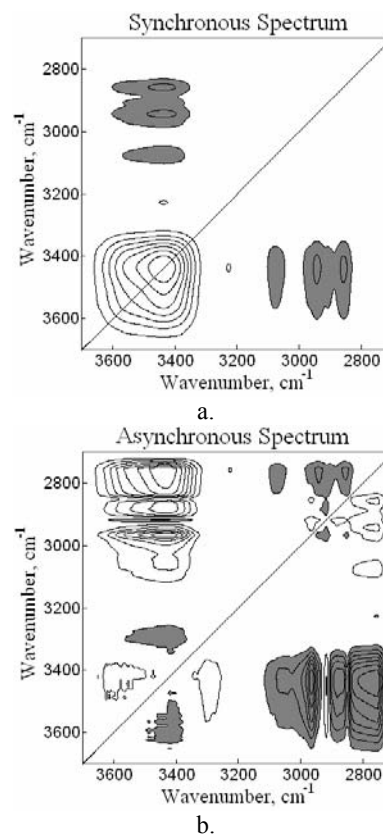 Synchronous Spectrum
2800
3000
3200
3400
3600
Wavenumber, cm-1
3600 3400 3200 3000 2800
Wavenumber, cm-1
a.
Asynchronous Spectrum
2800
3000
3200
3400
3600
Wavenumber, cm-1
3600 3400 3200 3000 2800
Wavenumber, cm-1
b.